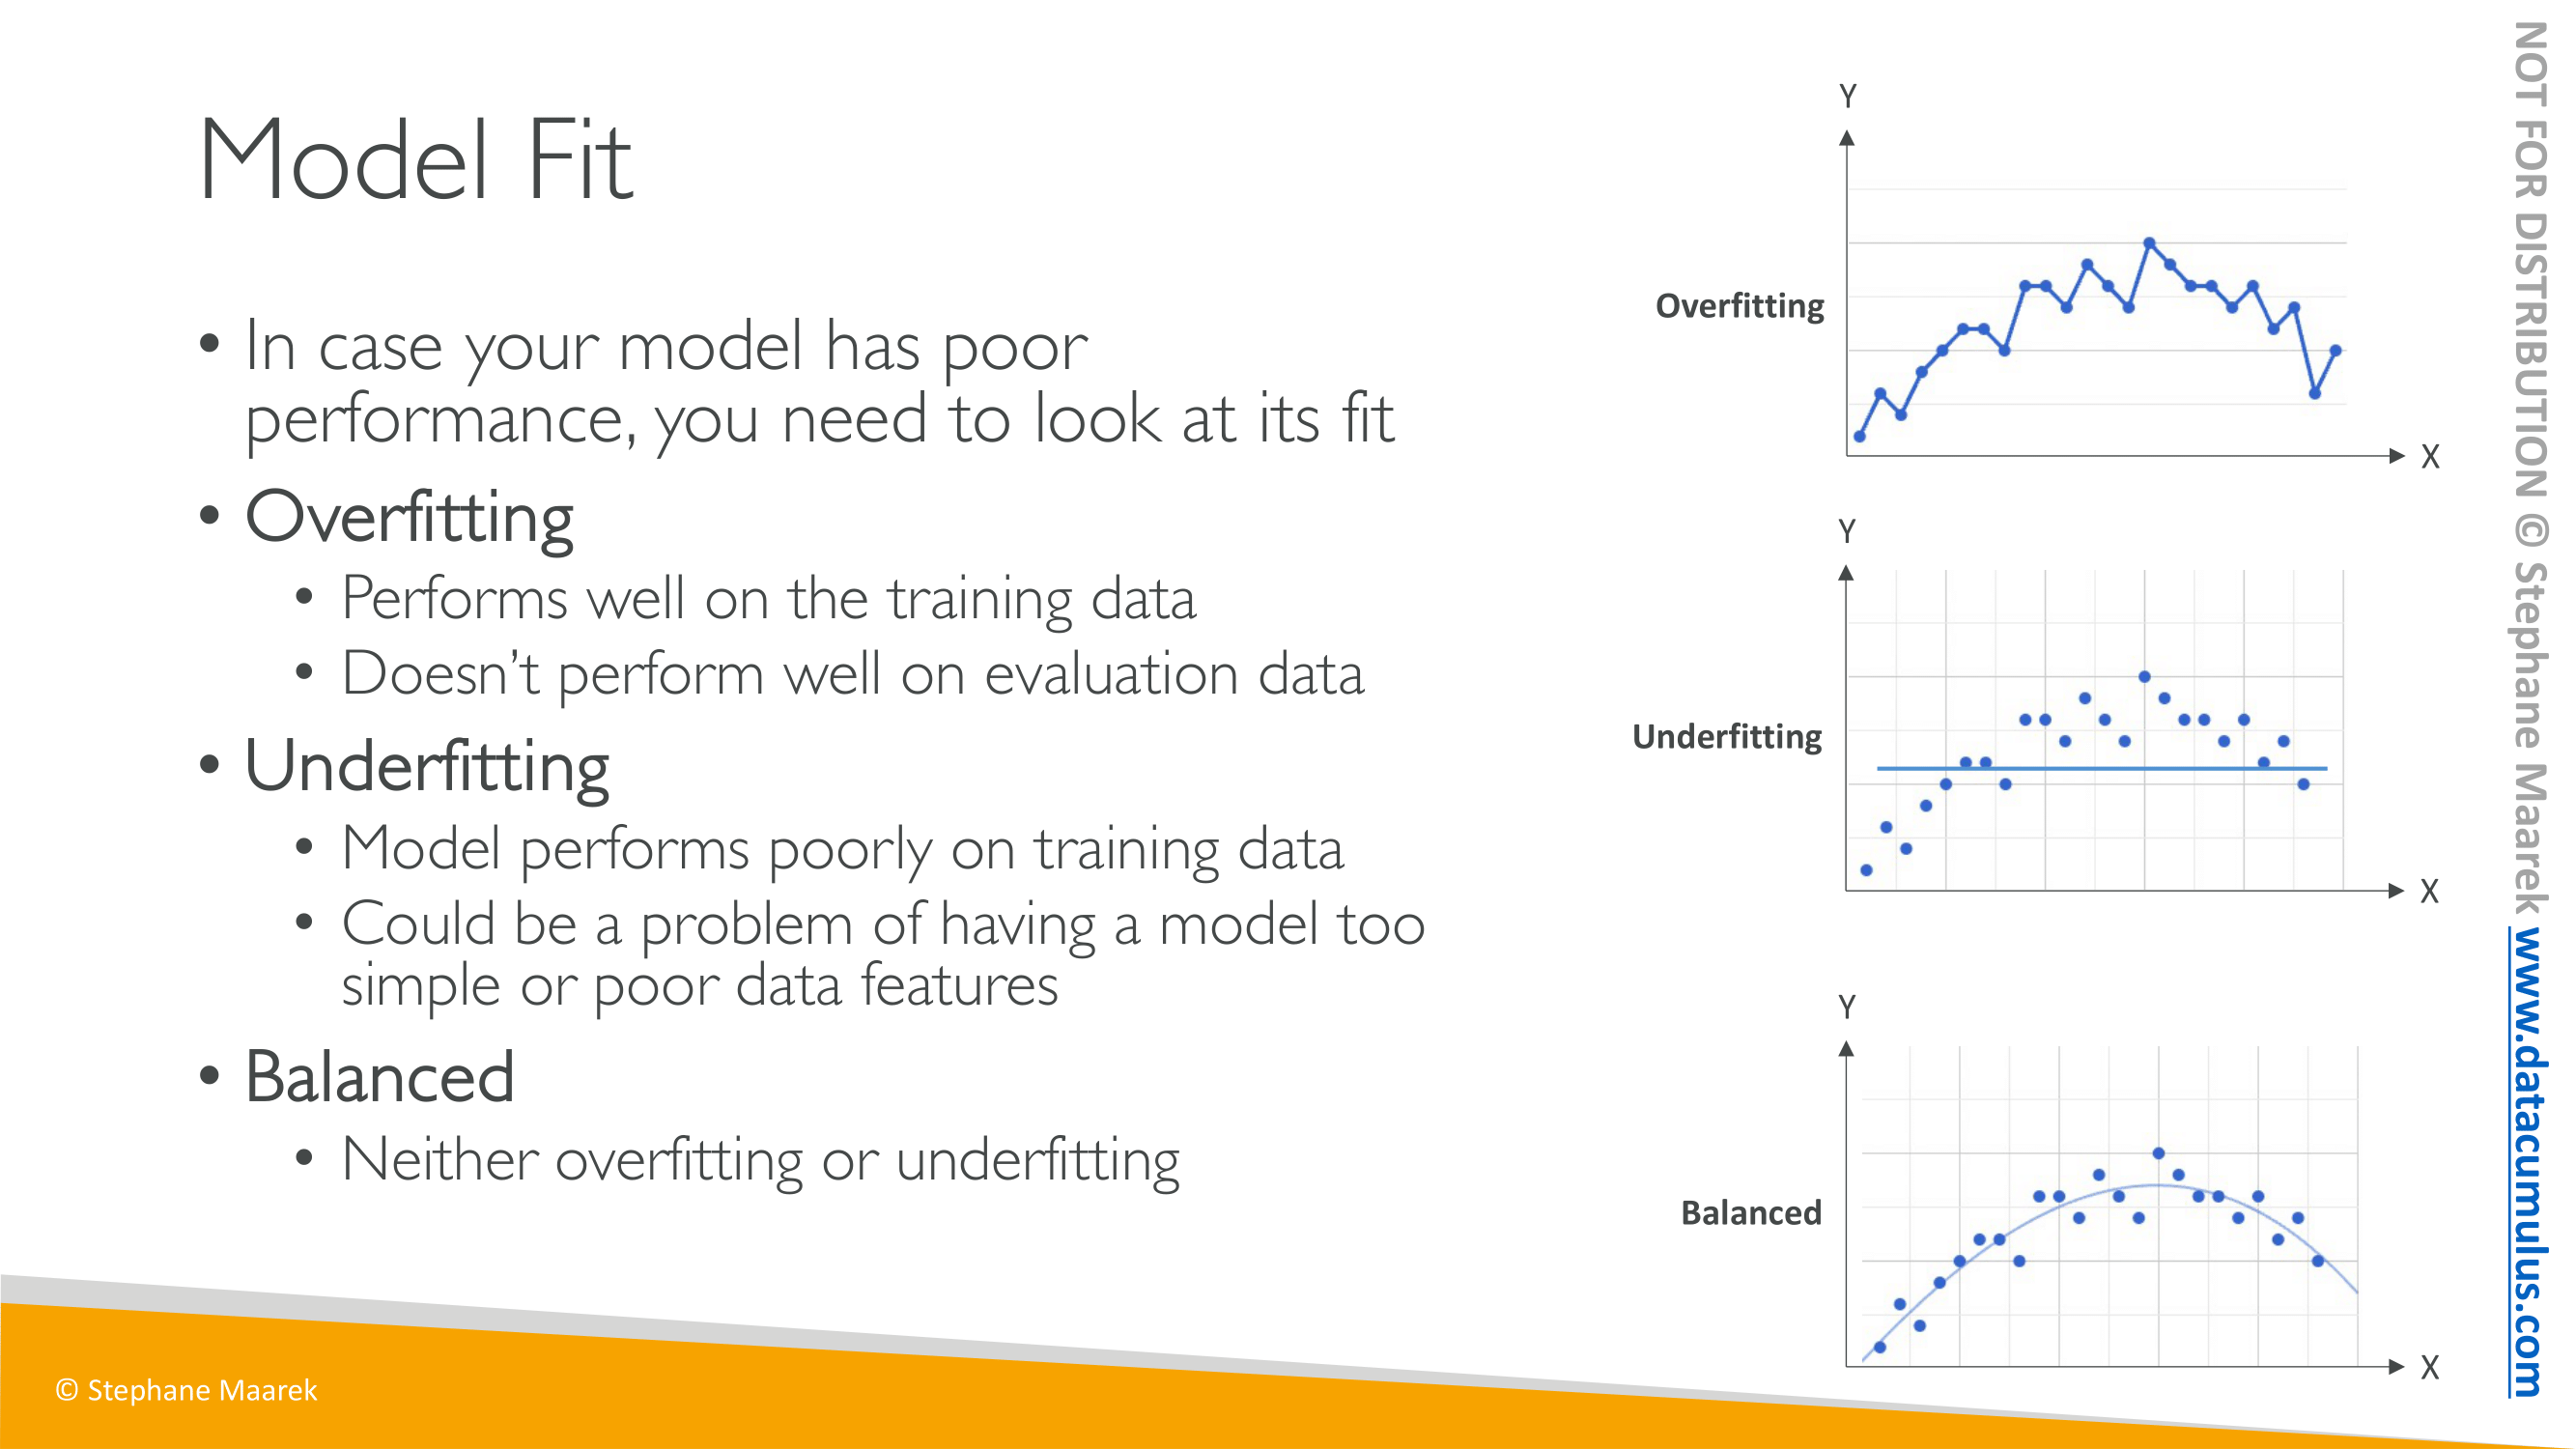 Model Fit
• In case your model has poor
performance, you need to look at its fit
• Overfitting
• Performs well on the training data
• Doesn’t perform well on evaluation data
• Underfitting
• Model performs poorly on training data
• Could be a problem of having a model too
simple or poor data features
• Balanced
• Neither overfitting or underfitting
Y
Overfitting
X
Y
Underfitting
X
Y
Balanced
X
© Stephane Maarek
NOT FOR DISTRIBUTION © Stephane Maarek www.datacumulus.com